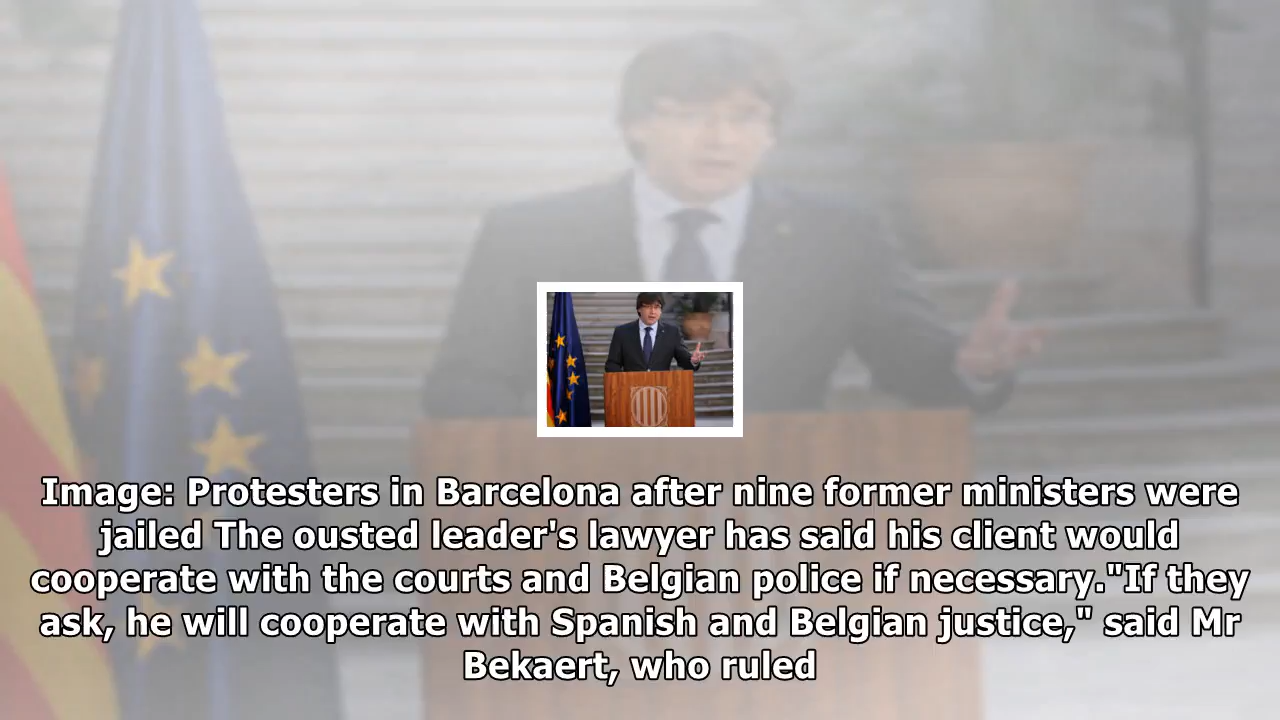 Image: Protesters in Barcelona after nine former ministers were
jailed The ousted leader's lawyer has said his client would
cooperate with the courts and Belgian police if necessary."If they
ask, he will cooperate with Spanish and Belgian justice," said Mr
Bekaert, who ruled